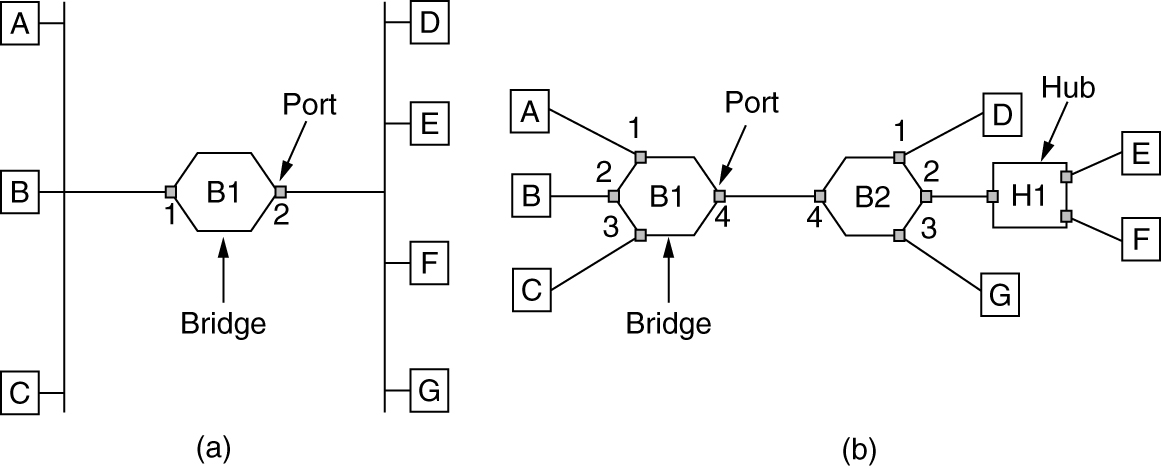 A
B
C
1
B1
2
Port
Bridge
D
E
F
G
(a)
A
B
C
1
2
3
B1
4
Port
Bridge
4
B2
1
2
3
D
G
Hub
H1
E
F
(b)